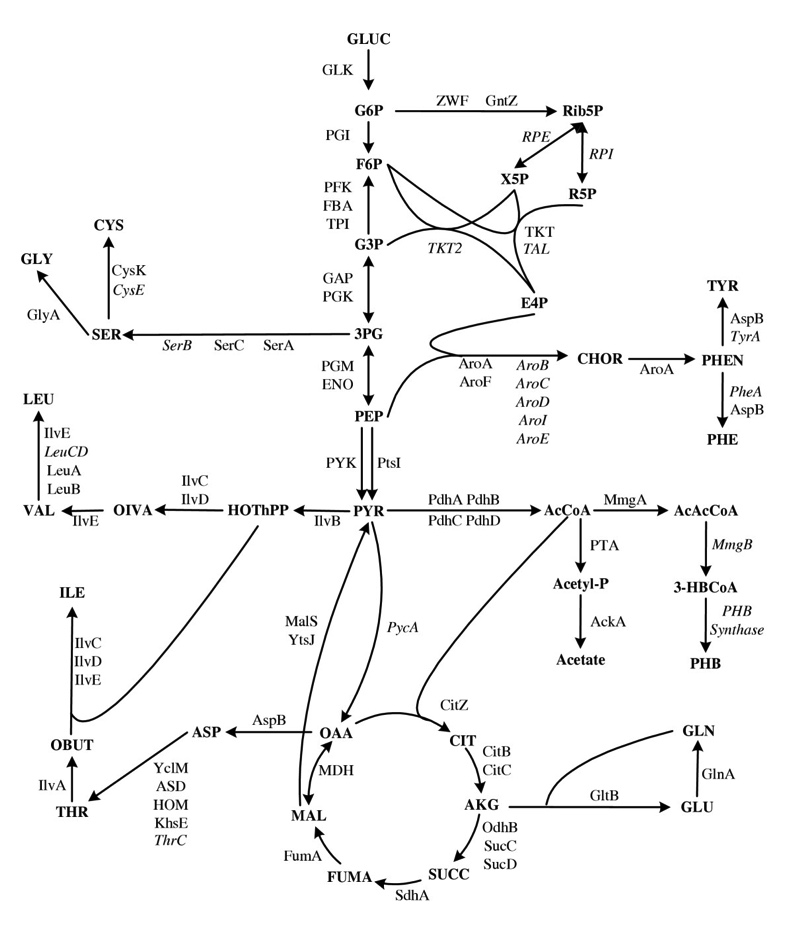 GLUC
GLK
G6P
ZWF GntZ
Rib5P
PGI
RPE
RPI
F6P
X5P
R5P
PFK
FBA
TPI
CYS
TKT
TAL
G3P
TKT2
GLY
CysK
CysE
GAP
PGK
E4P
TYR
GlyA
SER
SerB SerC SerA
3PG
AspB
TyrA
PGM
ENO
AroA
AroF
AroB
AroC
AroD
AroI
AroE
CHOR
AroA
PHEN
PheA
AspB
PHE
LEU
PEP
IlvE
LeuCD
LeuA
LeuB
PYK
PtsI
VAL
IlvE
OIVA
IlvC
IlvD
HOThPP
IlvB
PYR
PdhA PdhB
PdhC PdhD
AcCoA
MmgA
AcAcCoA
PTA
MmgB
Acetyl-P
3-HBCoA
AckA
PHB
Synthase
Acetate
PHB
ILE
IlvC
IlvD
IlvE
MalS
YtsJ
PycA
OBUT
ASP
AspB
OAA
CitZ
CIT
GLN
IlvA
THR
YclM
ASD
HOM
KhsE
ThrC
MDH
CitB
CitC
GlnA
MAL
AKG
GltB
GLU
FumA
OdhB
SucC
SucD
FUMA
SdhA
SUCC